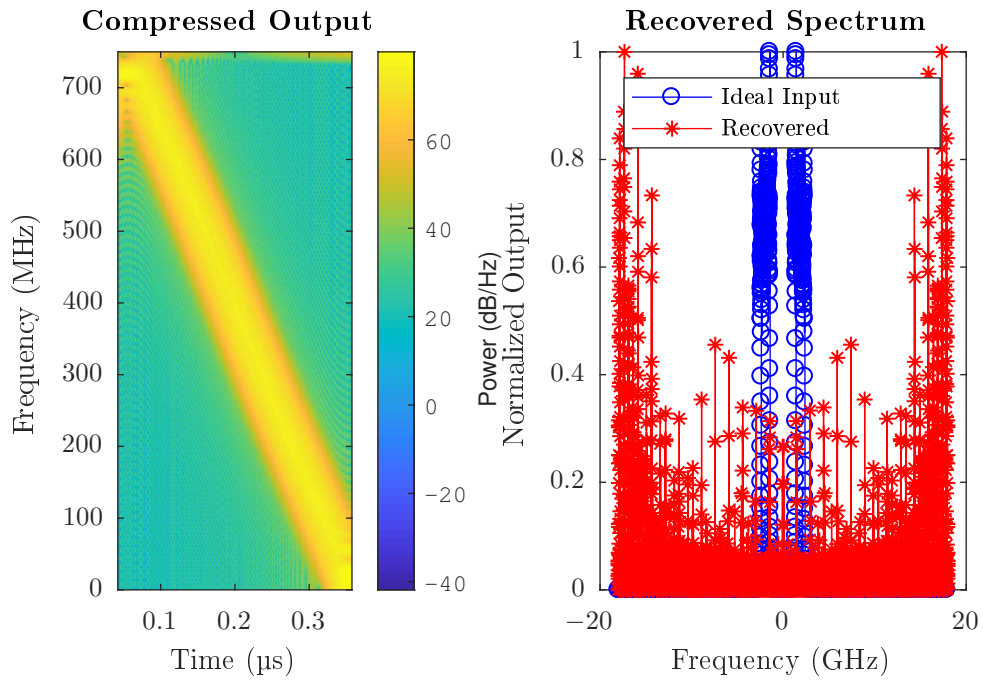 Compressed Output
700
600
500
400
300
200
100
0
Frequency (MHz)
0.1
0.2
0.3
Time (µs)
60
40
20
0
−20
−40
Power (dB/Hz)
Recovered Spectrum
Ideal Input
Recovered
1
0.8
0.6
0.4
0.2
0
Normalized Output
−20
0
20
Frequency (GHz)